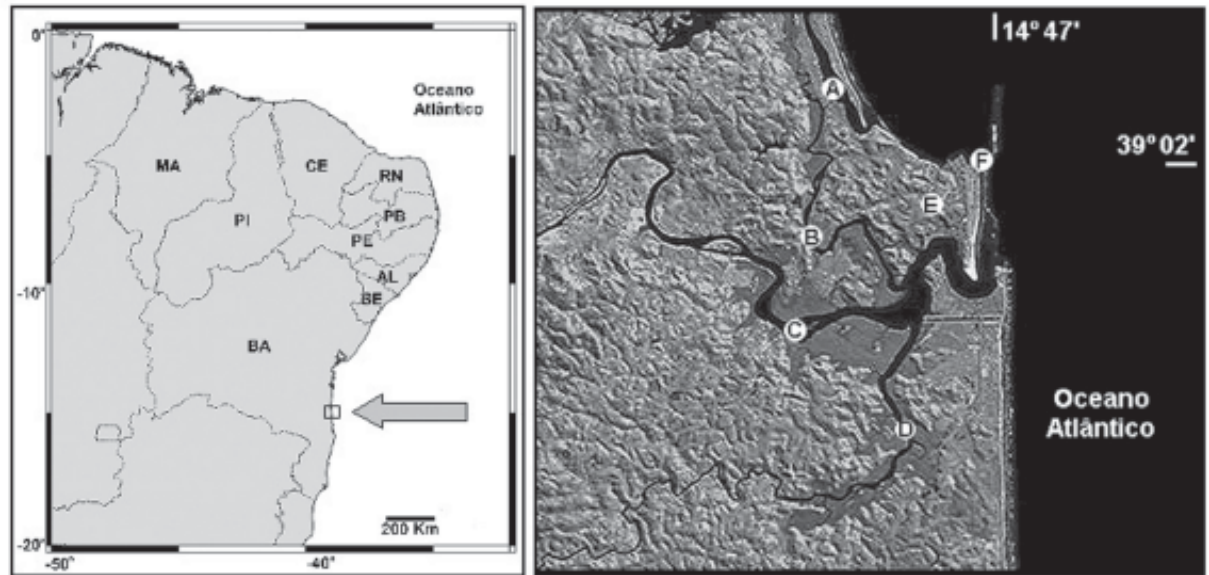 0°
Oceano
Atlântico
MA
CE
RN
PI
PB
PE
AL
-10°
BE
BA
200 Km
-20°
-50°
-40°
14° 47'
A
39° 02'
F
E
B
C
Oceano
Atlântico
D